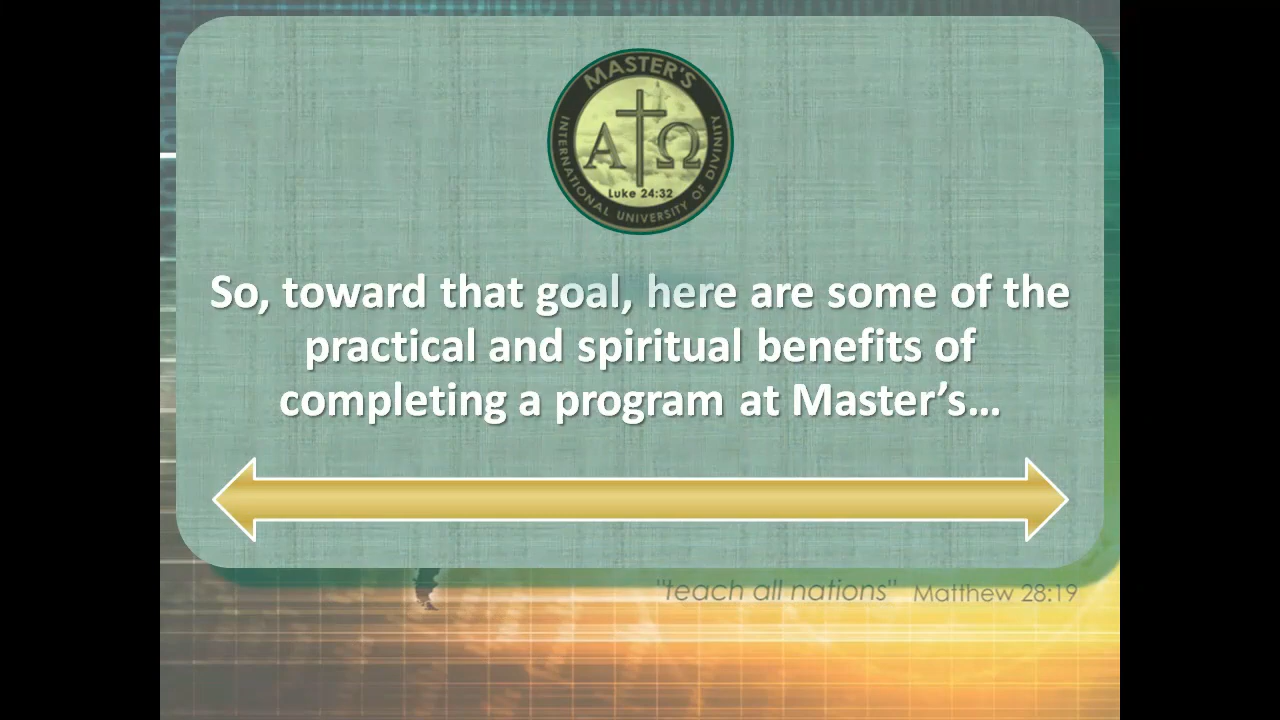 MASTER'S
Α Ω
Luke 24:32
INTERNATIONAL UNIVERSITY OF DIVINITY
So, toward that goal, here are some of the
practical and spiritual benefits of
completing a program at Master’s…
"teach all nations" Matthew 28:19